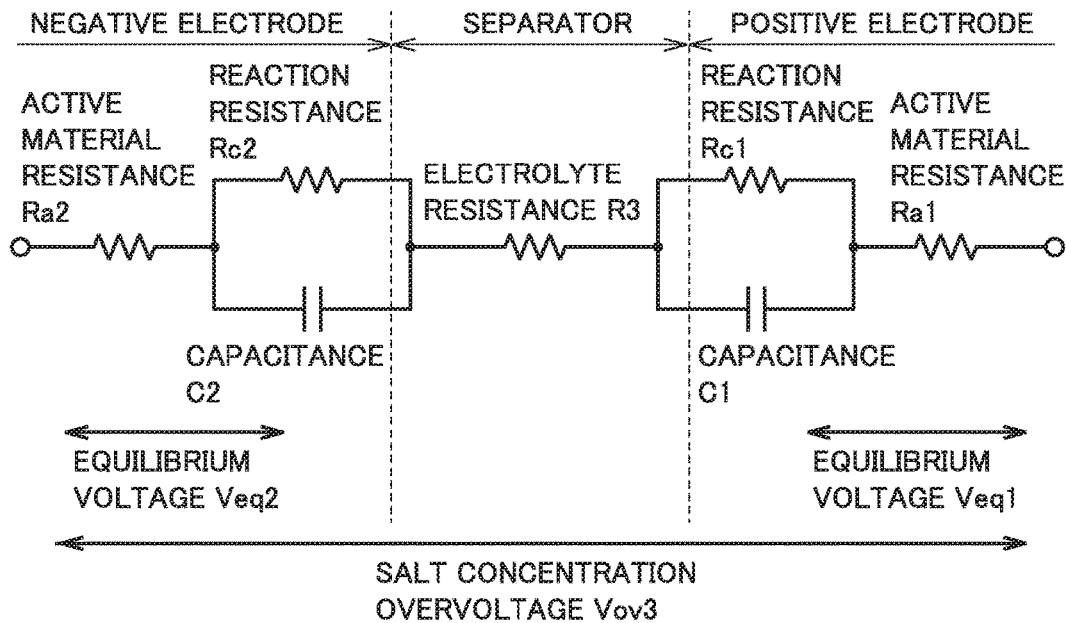 NEGATIVE ELECTRODE
SEPARATOR
POSITIVE ELECTRODE
ACTIVE
MATERIAL
RESISTANCE
Ra2
REACTION
RESISTANCE
Rc2
ELECTROLYTE
RESISTANCE R3
REACTION
RESISTANCE
Rc1
ACTIVE
MATERIAL
RESISTANCE
Ra1
CAPACITANCE
C2
CAPACITANCE
C1
EQUILIBRIUM
VOLTAGE Veq2
EQUILIBRIUM
VOLTAGE Veq1
SALT CONCENTRATION
OVERVOLTAGE Vov3